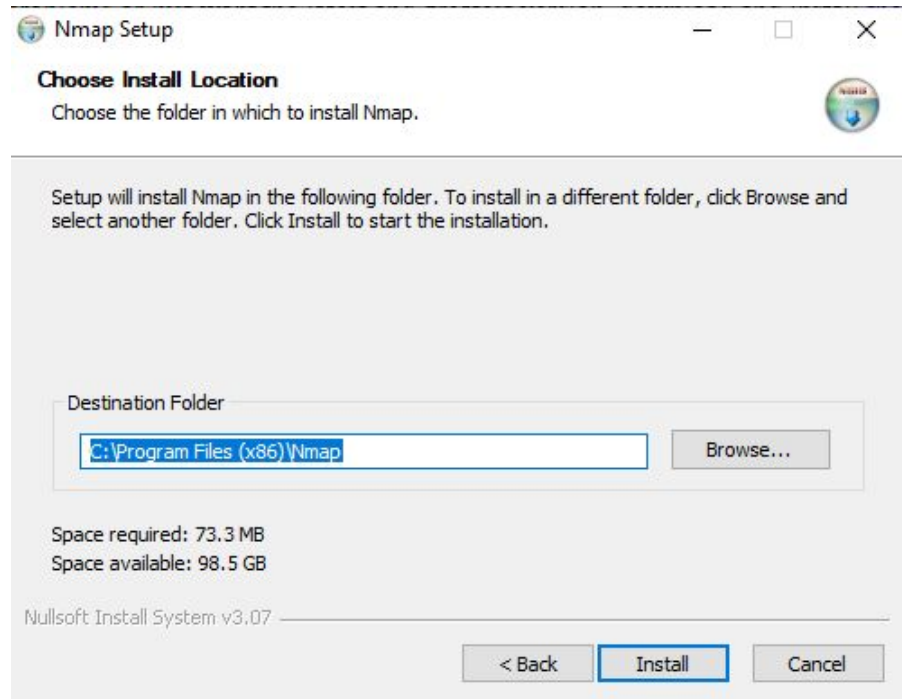 Nmap Setup
Choose Install Location
Choose the folder in which to install Nmap.
Setup will install Nmap in the following folder. To install in a different folder, click Browse and
select another folder. Click Install to start the installation.
Destination Folder
C:\Program Files (x86)\Nmap
Browse...
Space required: 73.3 MB
Space available: 98.5 GB
Nullsoft Install System v3.07
< Back
Install
Cancel